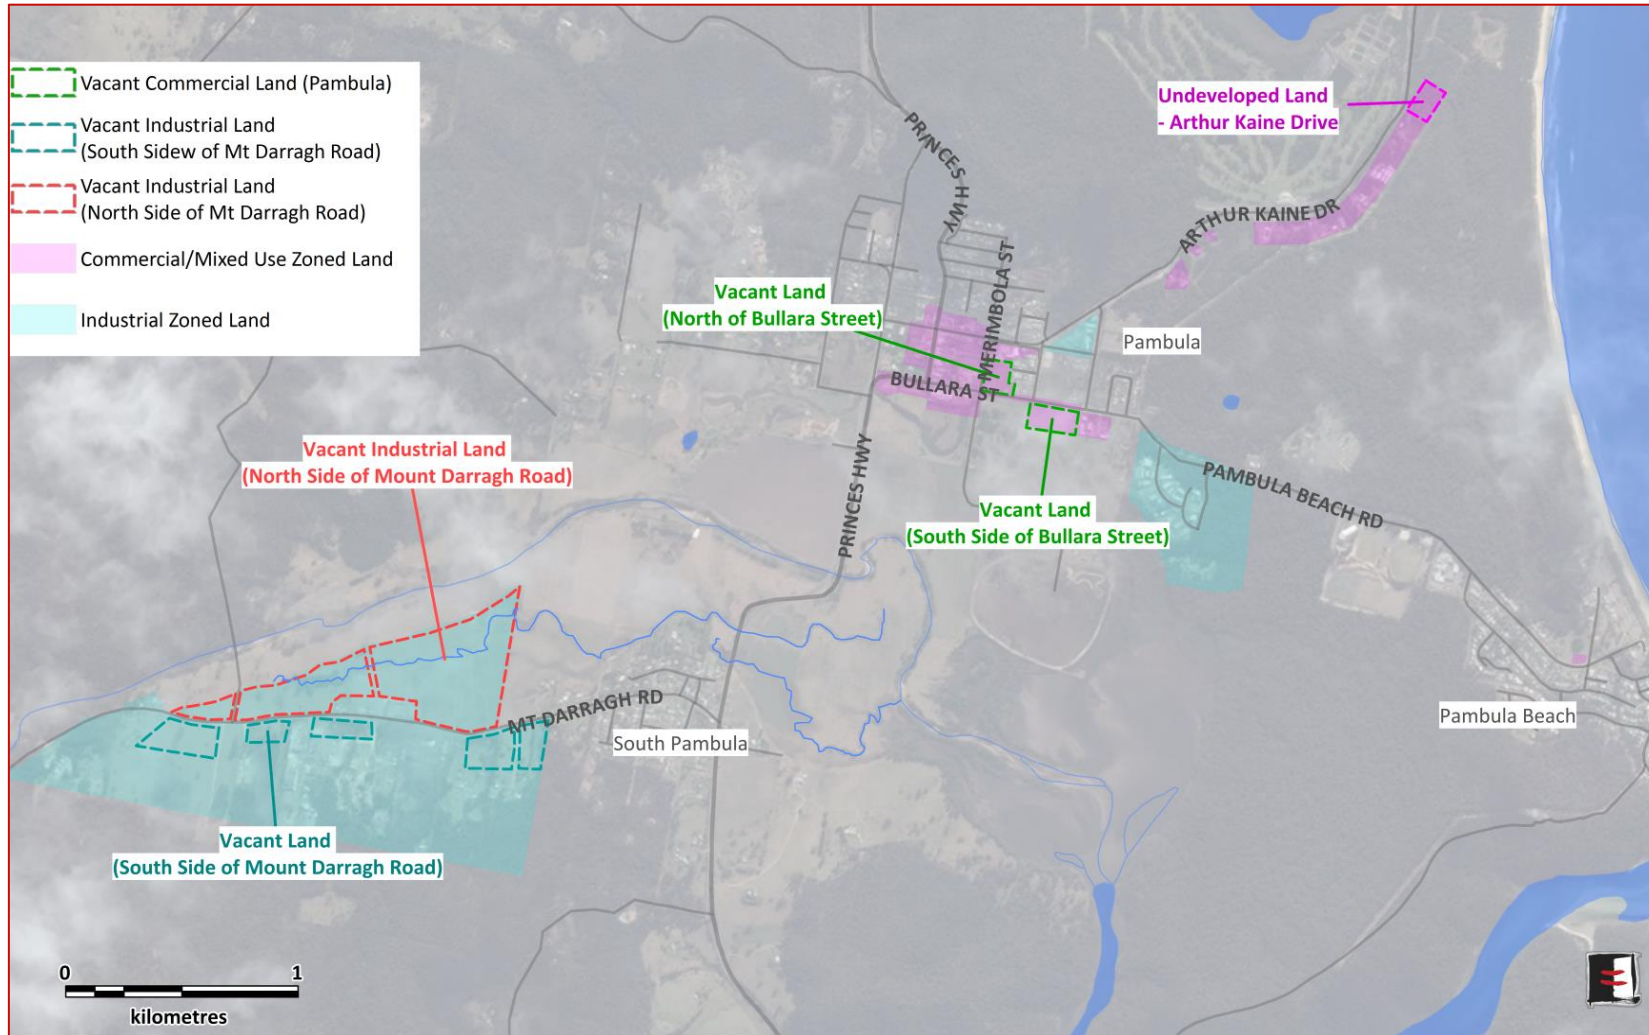 Vacant Commercial Land (Pambula)
Vacant Industrial Land
(South Sidew of Mt Darragh Road)
Vacant Industrial Land
(North Side of Mt Darragh Road)
Commercial/Mixed Use Zoned Land
Industrial Zoned Land
Undeveloped Land
- Arthur Kaine Drive
PRINCES HWY
ARTHUR KAINE DR
MERIMBOLA ST
Vacant Land
(North of Bullara Street)
Pambula
BULLARA ST
Vacant Industrial Land
(North Side of Mount Darragh Road)
PRINCES HWY
PAMBULA BEACH RD
Vacant Land
(South Side of Bullara Street)
MT DARRAGH RD
South Pambula
Pambula Beach
Vacant Land
(South Side of Mount Darragh Road)
0 1
kilometres